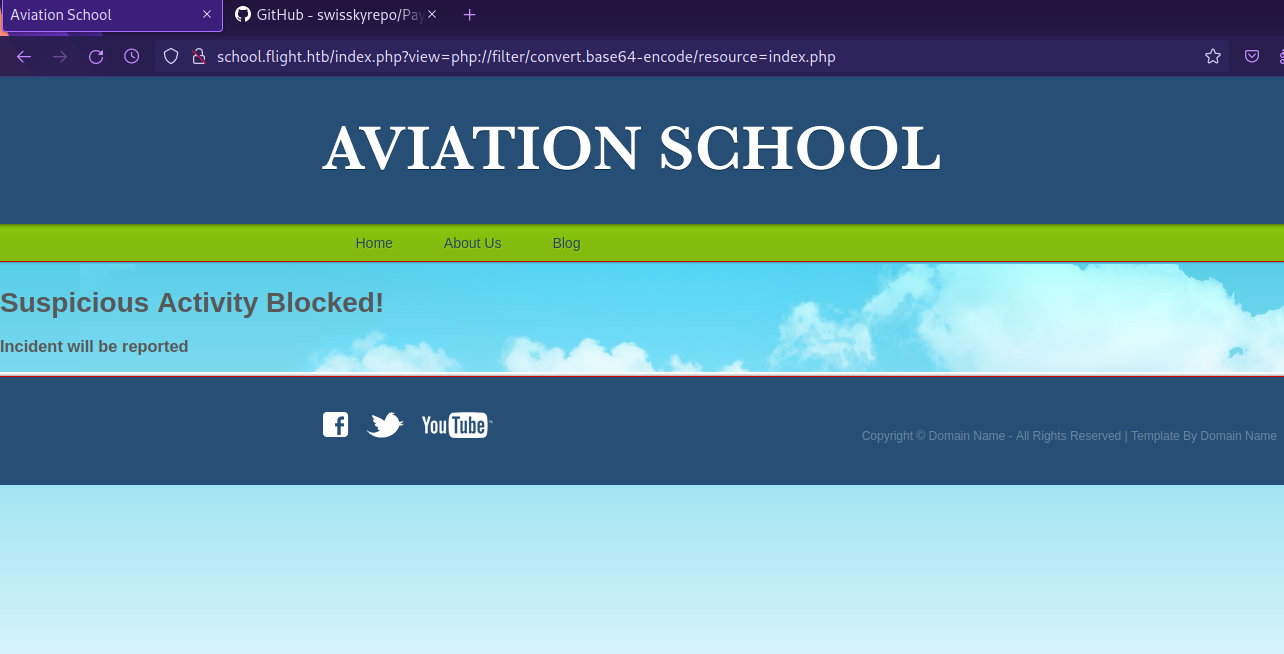 Aviation School
GitHub - swisskyrepo/Pay
school.flight.htb/index.php?view=php://filter/convert.base64-encode/resource=index.php
AVIATION SCHOOL
Home About Us Blog
Suspicious Activity Blocked!
Incident will be reported
YouTube
Copyright © Domain Name - All Rights Reserved | Template By Domain Name